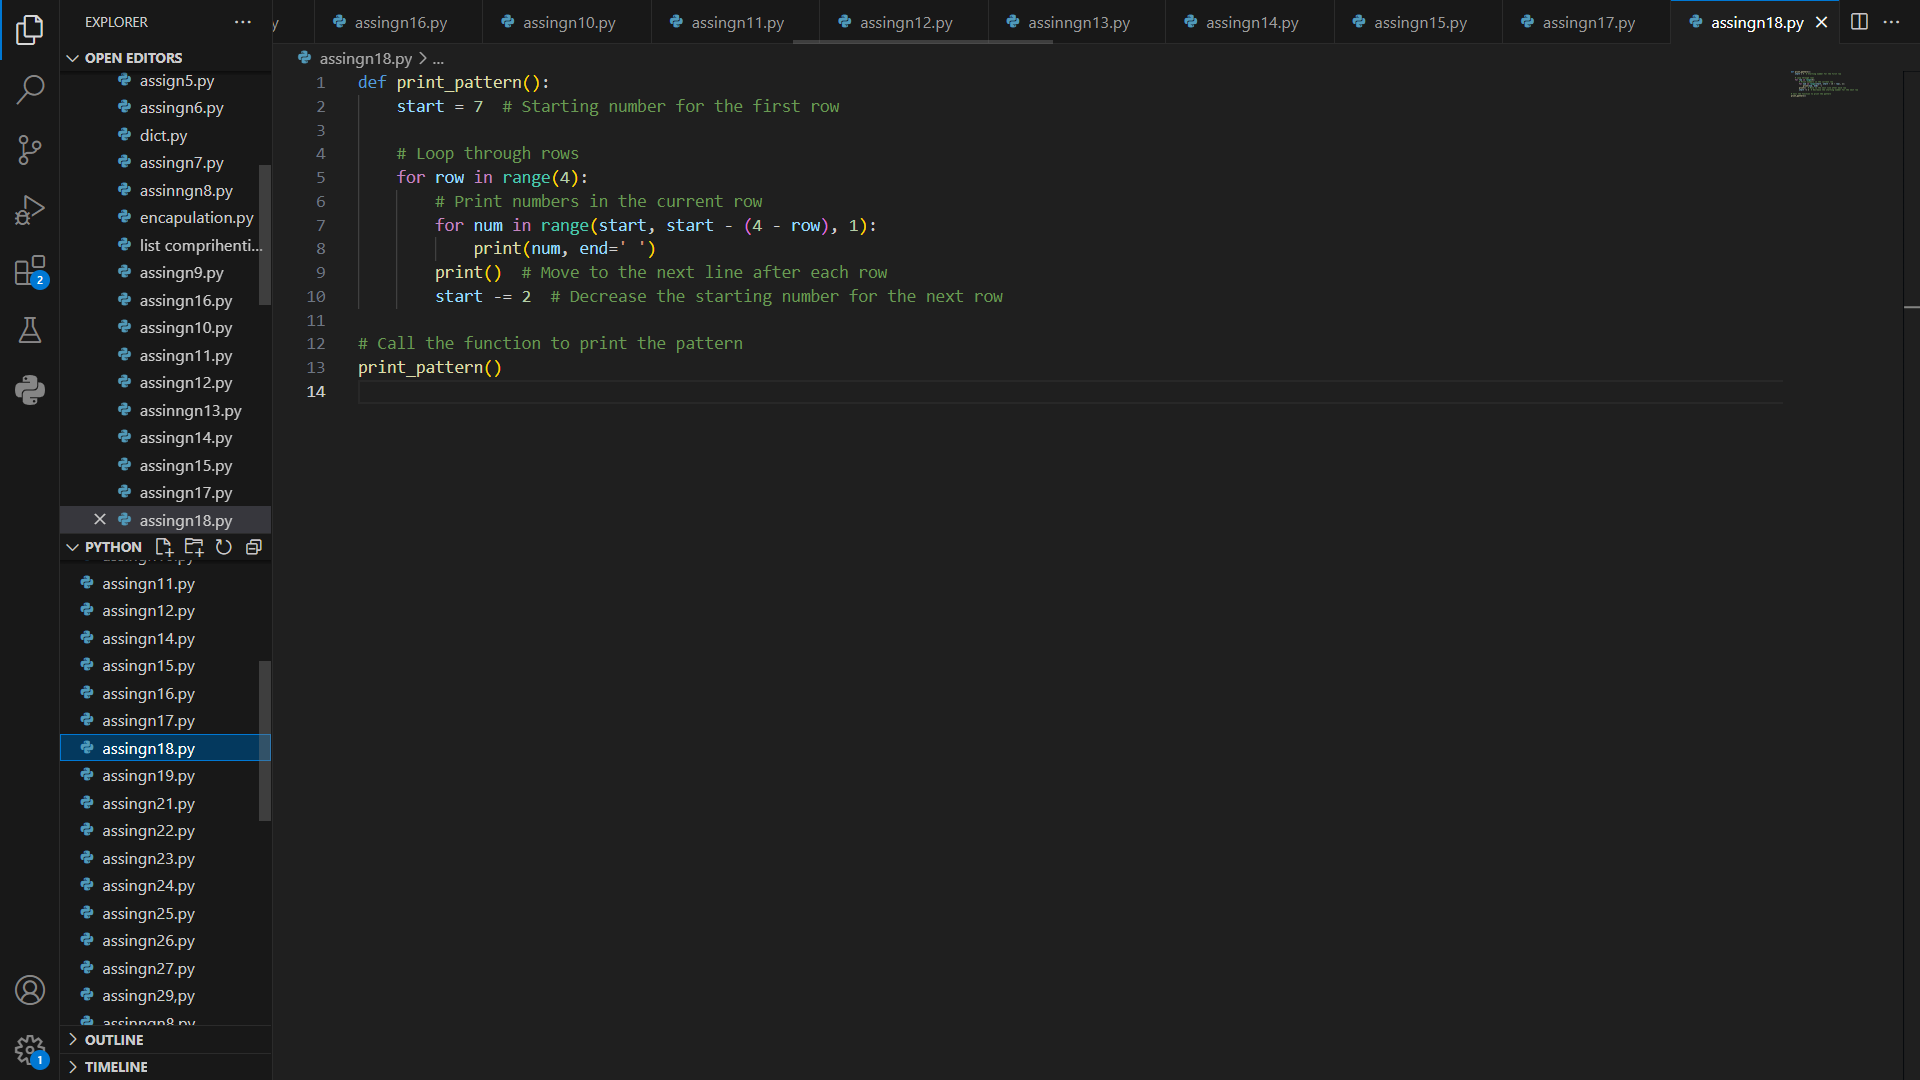 EXPLORER
y
assingn16.py
assingn10.py
assingn11.py
assingn12.py
assinngn13.py
assingn14.py
assingn15.py
assingn17.py
assingn18.py
OPEN EDITORS
assign5.py
assingn6.py
dict.py
assingn7.py
assinngn8.py
encapulation.py
list comprihenti...
assingn9.py
assingn16.py
assingn10.py
assingn11.py
assingn12.py
assinngn13.py
assingn14.py
assingn15.py
assingn17.py
assingn18.py
PYTHON
assingn11.py
assingn12.py
assingn14.py
assingn15.py
assingn16.py
assingn17.py
assingn18.py
assingn19.py
assingn21.py
assingn22.py
assingn23.py
assingn24.py
assingn25.py
assingn26.py
assingn27.py
assingn29,py
assinngn8.py
OUTLINE
TIMELINE
2
1
assingn18.py > ...
1 def print_pattern():
2     start = 7  # Starting number for the first row
3
4     # Loop through rows
5     for row in range(4):
6         # Print numbers in the current row
7         for num in range(start, start - (4 - row), 1):
8             print(num, end=' ')
9         print()  # Move to the next line after each row
10         start -= 2  # Decrease the starting number for the next row
11
12 # Call the function to print the pattern
13 print_pattern()
14